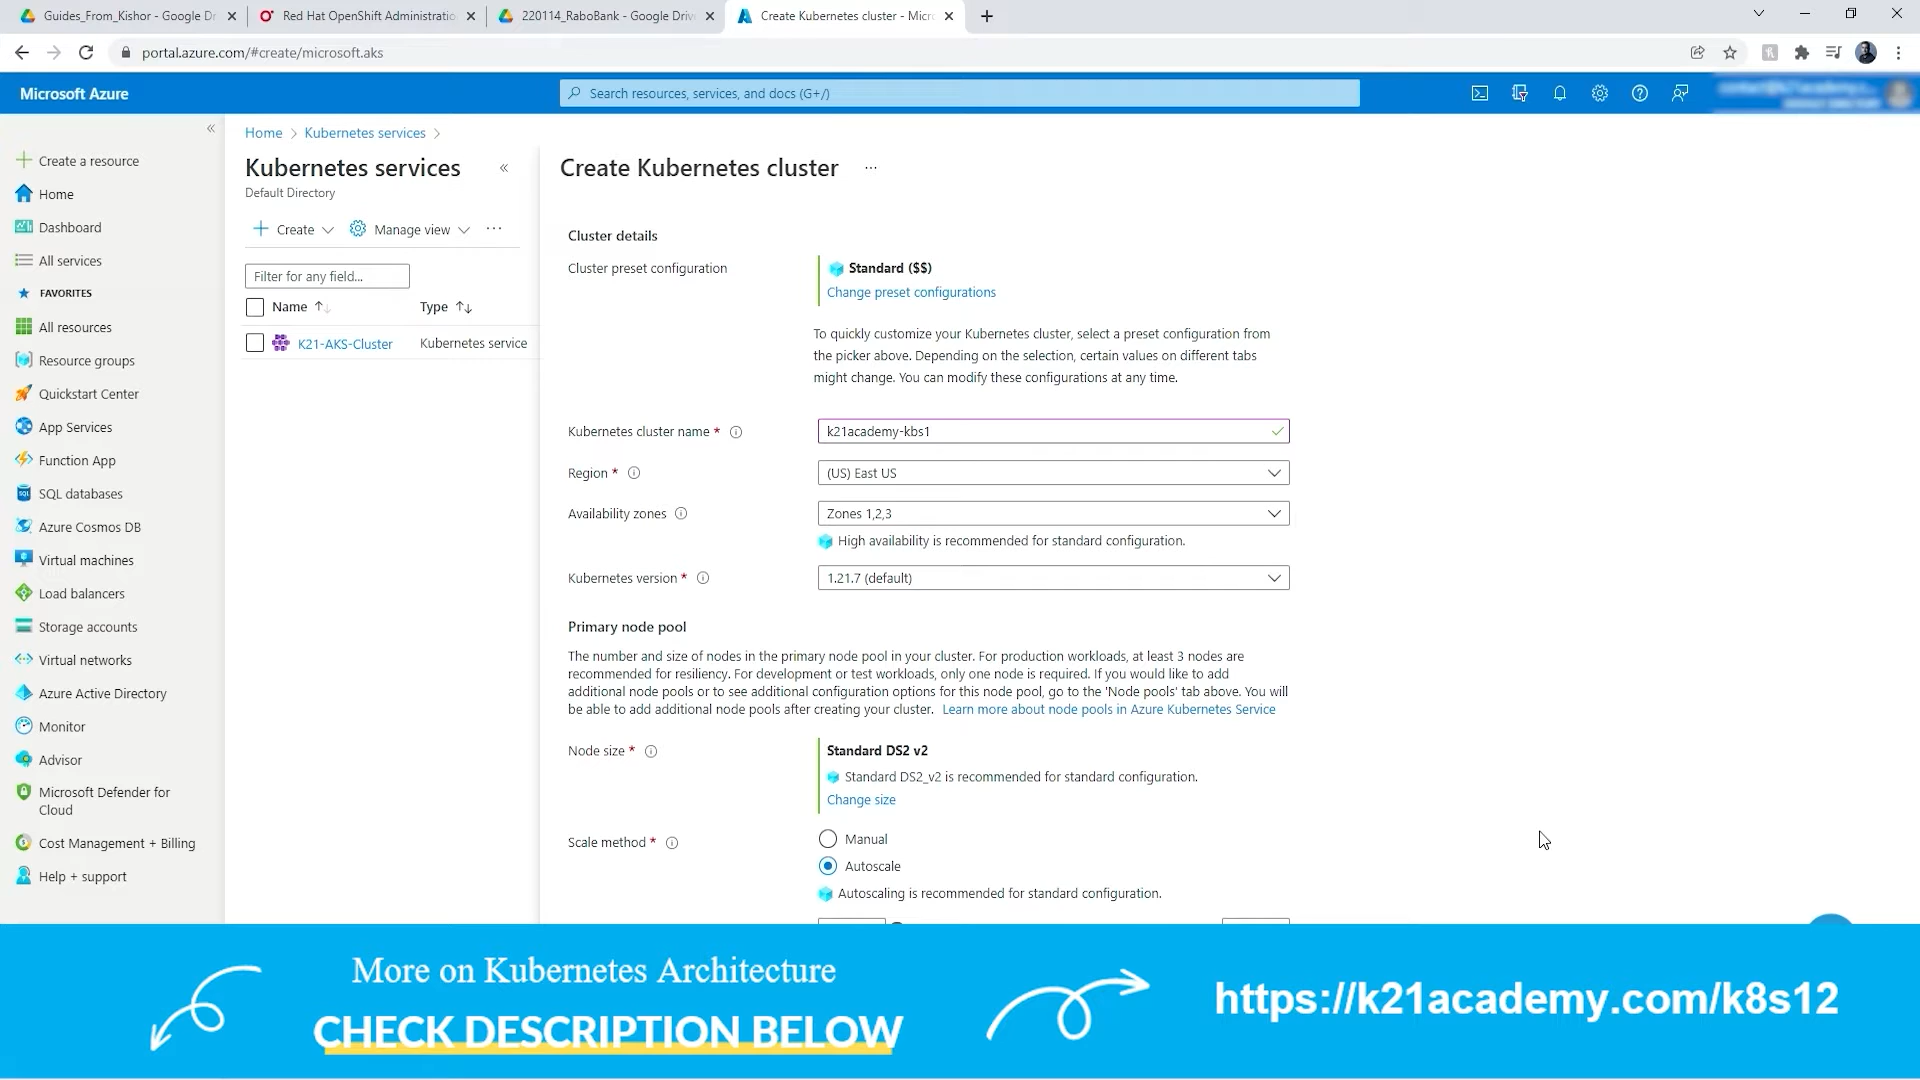 Guides_From_Kishor - Google Dr
Red Hat OpenShift Administratio
220114_RaboBank - Google Drive
Create Kubernetes cluster - Micr
portal.azure.com/#create/microsoft.aks
Microsoft Azure
Search resources, services, and docs (G+/)
Create a resource
Home
Dashboard
All services
FAVORITES
All resources
Resource groups
Quickstart Center
App Services
Function App
SQL databases
Azure Cosmos DB
Virtual machines
Load balancers
Storage accounts
Virtual networks
Azure Active Directory
Monitor
Advisor
Microsoft Defender for
Cloud
Cost Management + Billing
Help + support
Home > Kubernetes services >
Kubernetes services
Default Directory
Create
Manage view
Filter for any field...
Name
Type
K21-AKS-Cluster
Kubernetes service
Create Kubernetes cluster ...
Cluster details
Cluster preset configuration
Standard ($$)
Change preset configurations
To quickly customize your Kubernetes cluster, select a preset configuration from
the picker above. Depending on the selection, certain values on different tabs
might change. You can modify these configurations at any time.
Kubernetes cluster name *
k21academy-kbs1
Region *
(US) East US
Availability zones
Zones 1,2,3
High availability is recommended for standard configuration.
Kubernetes version *
1.21.7 (default)
Primary node pool
The number and size of nodes in the primary node pool in your cluster. For production workloads, at least 3 nodes are
recommended for resiliency. For development or test workloads, only one node is required. If you would like to add
additional node pools or to see additional configuration options for this node pool, go to the 'Node pools' tab above. You will
be able to add additional node pools after creating your cluster. Learn more about node pools in Azure Kubernetes Service
Node size *
Standard DS2 v2
Standard DS2_v2 is recommended for standard configuration.
Change size
Scale method *
Manual
Autoscale
Autoscaling is recommended for standard configuration.
More on Kubernetes Architecture
CHECK DESCRIPTION BELOW
https://k21academy.com/k8s12